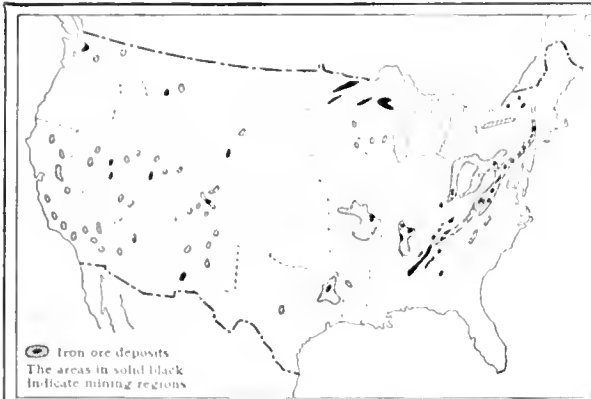 Iron ore deposits
The areas in solid black
Indicate mining regions